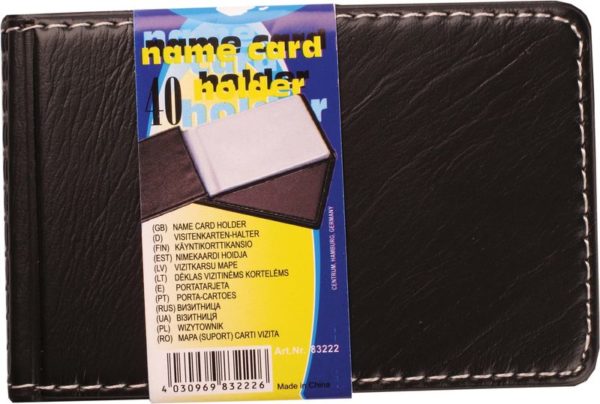 name card
holder
40
(GB) NAME CARD HOLDER
(D) VISITENKARTEN-HALTER
(FIN) KÄYNTIKORTTIKANSIO
(EST) NIMEKAARDI HOIDJA
(LV) VIZITKARSU MAPE
(LT) DĖKLAS VIZITINĖMS KORTELĖMS
(E) PORTATARJETA
(PT) PORTA-CARTOES
(RUS) ВИЗИТНИЦА
(UA) ВІЗИТНИЦЯ
(PL) WIZYTOWNIK
(RO) MAPA (SUPORT) CARTI VIZITA
CENTRUM, HAMBURG, GERMANY
Art.Nr. 83222
4 030969 832226
Made in China